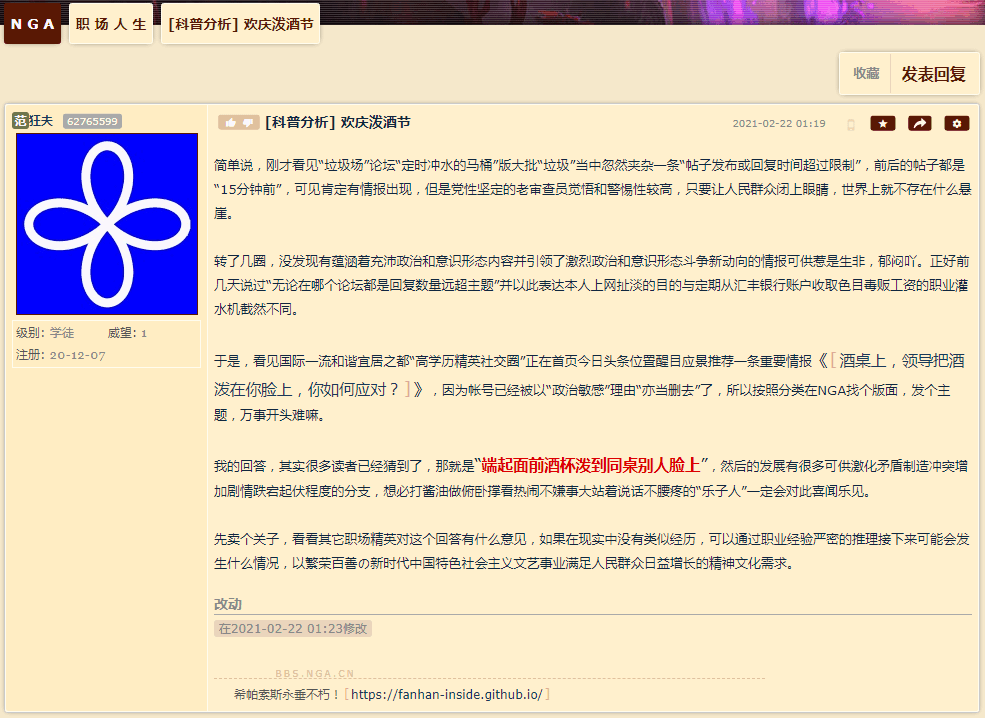 NGA 职场人生 [科普分析] 欢庆泼酒节
收藏 发表回复
范狂夫 62765599
[科普分析] 欢庆泼酒节 2021-02-22 01:19
级别: 学徒 威望: 1
注册: 20-12-07
简单说，刚才看见“垃圾场”论坛“定时冲水的马桶”版大批“垃圾”当中忽然夹杂一条“帖子发布或回复时间超过限制”，前后的帖子都是
“15分钟前”，可见肯定有情报出现，但是党性坚定的老审查员觉悟和警惕性较高，只要让人民群众闭上眼睛，世界上就不存在什么悬
崖。
转了几圈，没发现有蕴涵着充沛政治和意识形态内容并引领了激烈政治和意识形态斗争新动向的情报可供惹是生非，郁闷吖。正好前
几天说过“无论在哪个论坛都是回复数量远超主题”并以此表达本人上网扯淡的目的与定期从汇丰银行账户收取色目毒贩工资的职业灌
水机截然不同。
于是，看见国际一流和谐宜居之都“高学历精英社交圈”正在首页今日头条位置醒目应景推荐一条重要情报《[酒桌上，领导把酒
泼在你脸上，你如何应对？]》，因为帐号已经被以“政治敏感”理由“亦当删去”了，所以按照分类在NGA找个版面，发个主
题，万事开头难嘛。
我的回答，其实很多读者已经猜到了，那就是“端起面前酒杯泼到同桌别人脸上”，然后的发展有很多可供激化矛盾制造冲突增
加剧情跌宕起伏程度的分支，想必打酱油做俯卧撑看热闹不嫌事大站着说话不腰疼的“乐子人”一定会对此喜闻乐见。
先卖个关子，看看其它职场精英对这个回答有什么意见，如果在现实中没有类似经历，可以通过职业经验严密的推理接下来可能会发
生什么情况，以繁荣百善の新时代中国特色社会主义文艺事业满足人民群众日益增长的精神文化需求。
改动
在2021-02-22 01:23修改
BBS.NGA.CN
希帕索斯永垂不朽！[https://fanhan-inside.github.io/]